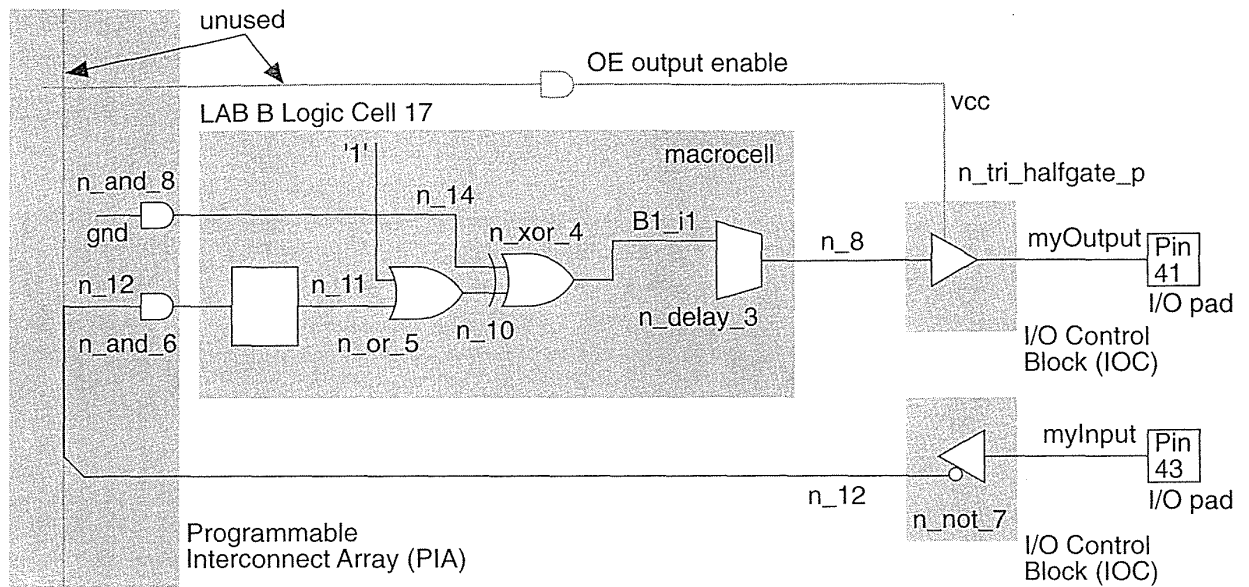 unused
OE output enable
vcc
LAB B Logic Cell 17
'1'
macrocell
n_and_8
n_14
n_tri_halfgate_p
gnd
n_xor_4
B1_i1
n_8
myOutput
Pin
41
I/O pad
n_12
n_11
n_and_6
n_or_5
n_10
n_delay_3
I/O Control
Block (IOC)
myInput
Pin
43
I/O pad
n_12
n_not_7
Programmable
Interconnect Array (PIA)
I/O Control
Block (IOC)